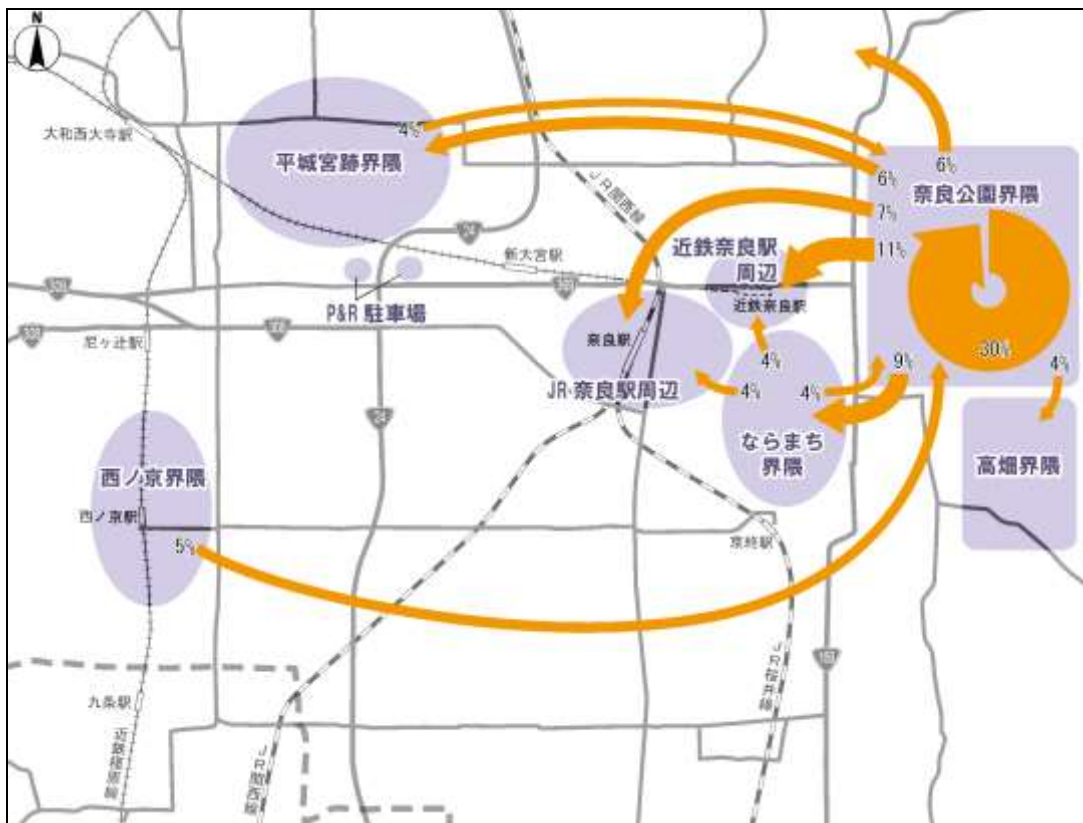 N
大和西大寺駅
4%
平城宮跡界隈
6%
6%
奈良公園界隈
7%
11%
JR関西線
24
新大宮駅
近鉄奈良駅
周辺
近鉄奈良駅
308
369
P&R 駐車場
308
尼ヶ辻駅
奈良駅
JR奈良駅周辺
30%
4%
4%
4%
9%
4%
24
ならまち
界隈
高畑界隈
西ノ京界隈
西ノ京駅
5%
京終駅
九条駅
近鉄橿原線
JR関西線
JR桜井線